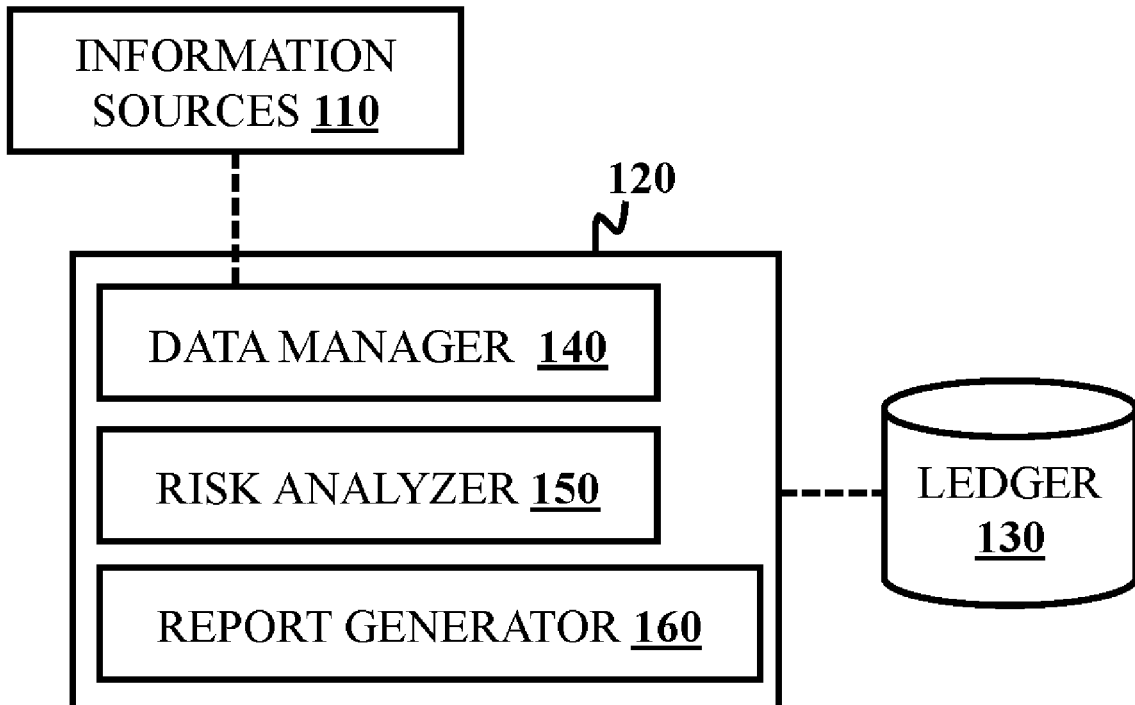 INFORMATION
SOURCES 110
120
DATA MANAGER 140
RISK ANALYZER 150
LEDGER
130
REPORT GENERATOR 160